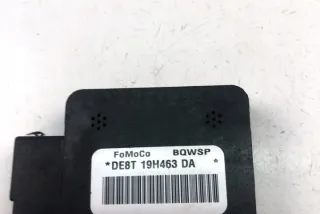 FoMoCo BQWSP
*DE8T 19H463 DA *